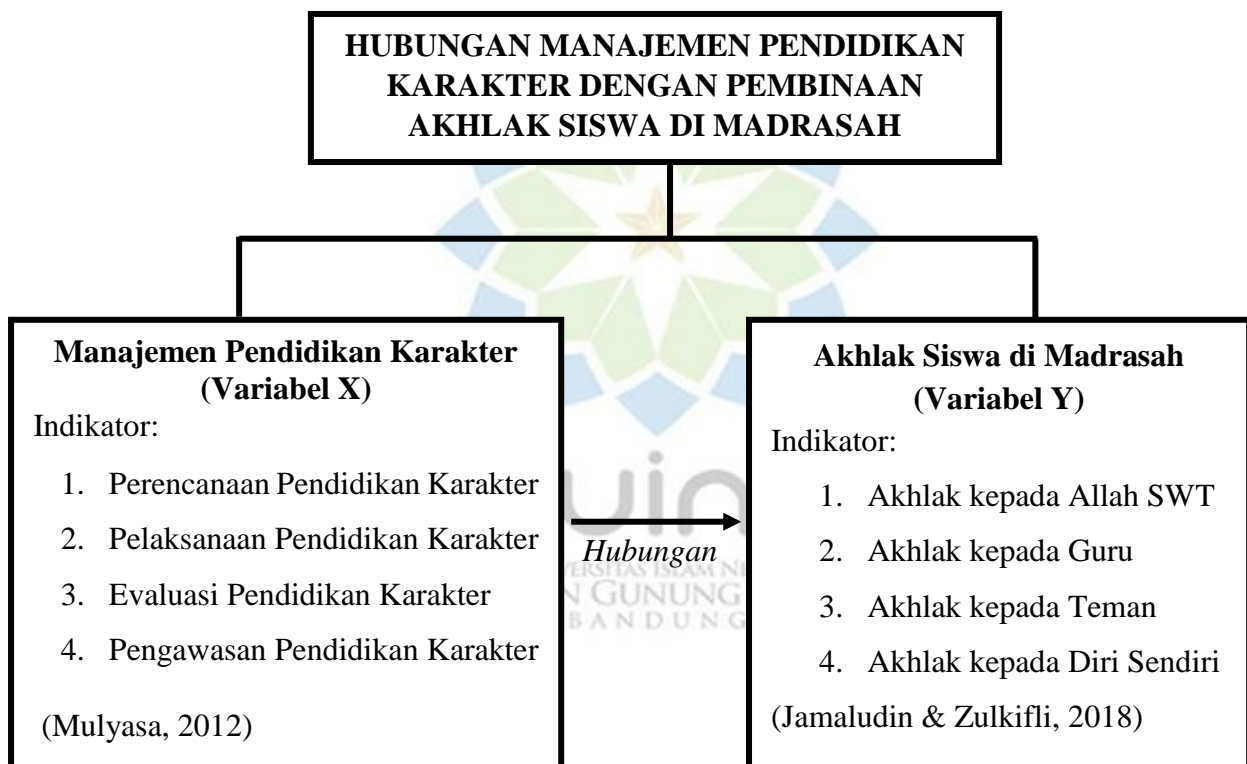 HUBUNGAN MANAJEMEN PENDIDIKAN
KARAKTER DENGAN PEMBINAAN
AKHLAK SISWA DI MADRASAH
Manajemen Pendidikan Karakter
(Variabel X)
Indikator:
1. Perencanaan Pendidikan Karakter
2. Pelaksanaan Pendidikan Karakter
3. Evaluasi Pendidikan Karakter
4. Pengawasan Pendidikan Karakter
(Mulyasa, 2012)
Hubungan
GUNUNG
BANDUNG
Akhlak Siswa di Madrasah
(Variabel Y)
Indikator:
1. Akhlak kepada Allah SWT
2. Akhlak kepada Guru
3. Akhlak kepada Teman
4. Akhlak kepada Diri Sendiri
(Jamaludin & Zulkifli, 2018)